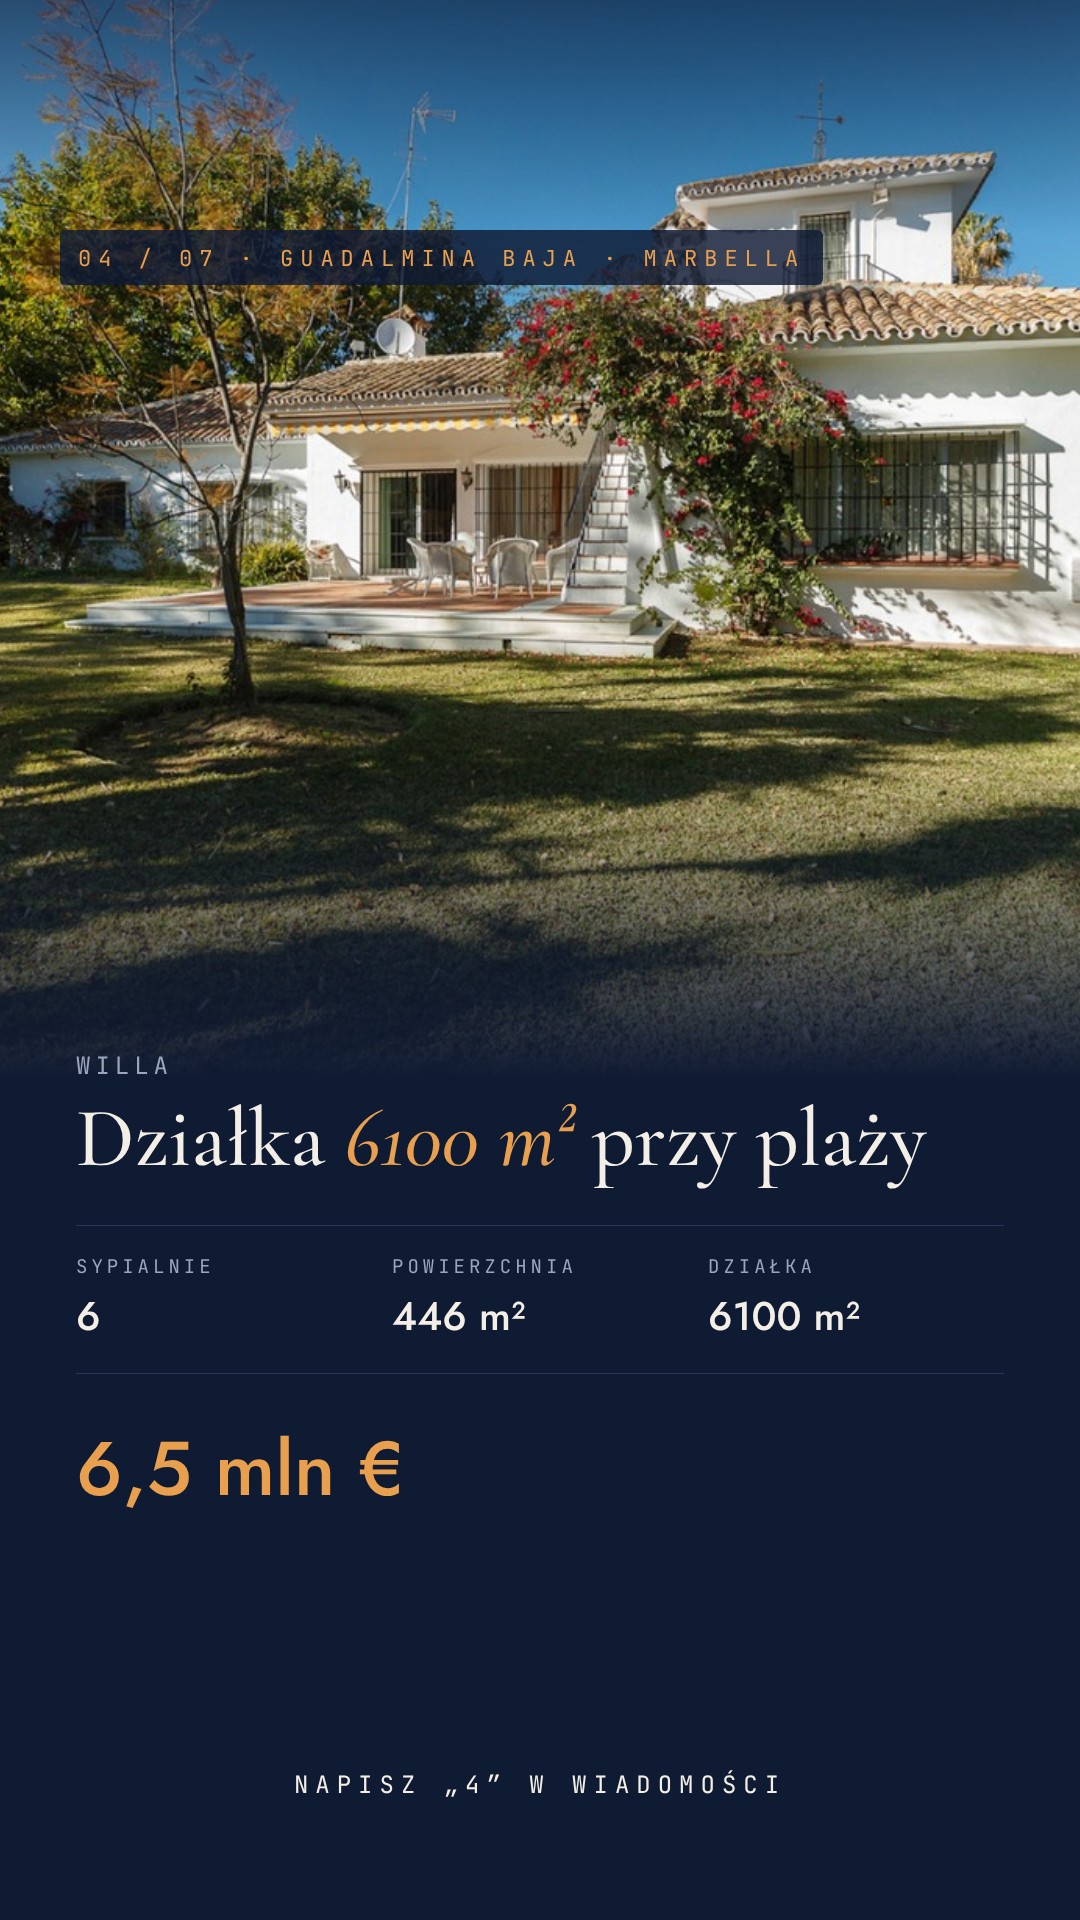 04 / 07 · GUADALMINA BAJA · MARBELLA
WILLA
Działka 6100 m² przy plaży
SYPIALNIE POWIERZCHNIA DZIAŁKA
6 446 m² 6100 m²
6,5 mln €
NAPISZ „4” W WIADOMOŚCI